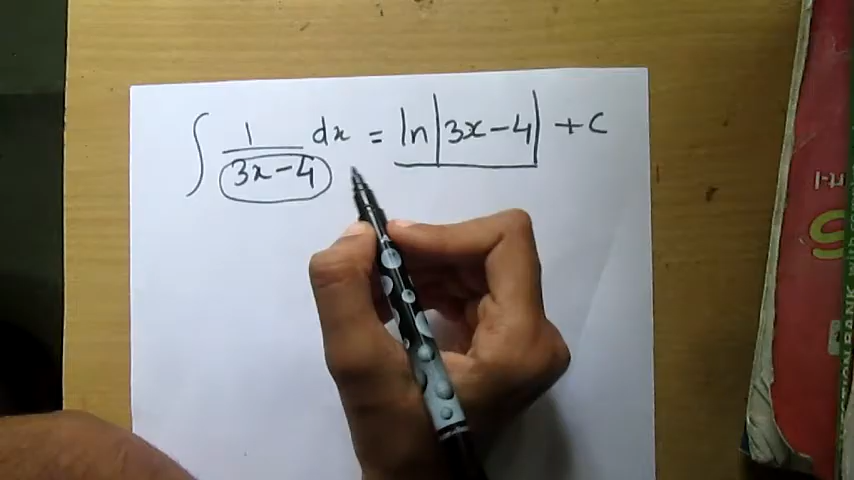 ∫ 1/(3x-4) dx = ln|3x-4| + C